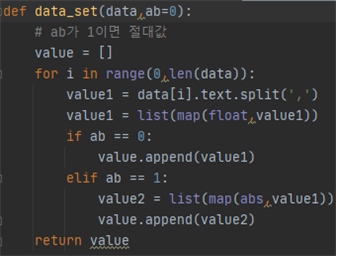 def data_set(data,ab=0):
    # ab가 1이면 절대값
    value = []
    for i in range(0,len(data)):
        value1 = data[i].text.split(',')
        value1 = list(map(float,value1))
        if ab == 0:
            value.append(value1)
        elif ab == 1:
            value2 = list(map(abs,value1))
            value.append(value2)
    return value